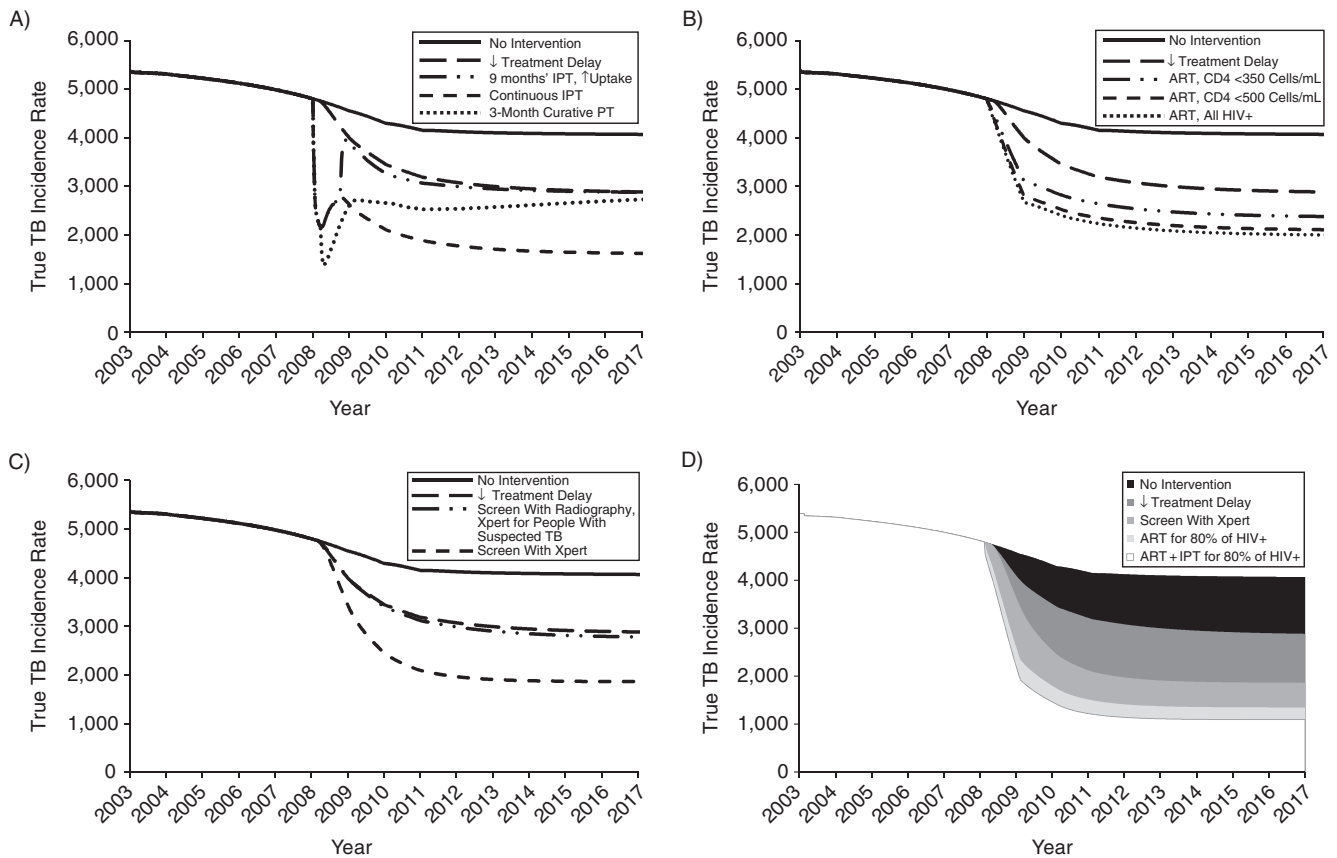 A)
6,000
5,000
4,000
3,000
2,000
1,000
0
True TB Incidence Rate
No Intervention
↓ Treatment Delay
9 months' IPT, ↑Uptake
Continuous IPT
3-Month Curative PT
2003
2004
2005
2006
2007
2008
2009
2010
2011
2012
2013
2014
2015
2016
2017
Year
B)
6,000
5,000
4,000
3,000
2,000
1,000
0
True TB Incidence Rate
No Intervention
↓ Treatment Delay
ART, CD4 <350 Cells/mL
ART, CD4 <500 Cells/mL
ART, All HIV+
2003
2004
2005
2006
2007
2008
2009
2010
2011
2012
2013
2014
2015
2016
2017
Year
C)
6,000
5,000
4,000
3,000
2,000
1,000
0
True TB Incidence Rate
No Intervention
↓ Treatment Delay
Screen With Radiography,
Xpert for People With
Suspected TB
Screen With Xpert
2003
2004
2005
2006
2007
2008
2009
2010
2011
2012
2013
2014
2015
2016
2017
Year
D)
6,000
5,000
4,000
3,000
2,000
1,000
0
True TB Incidence Rate
No Intervention
↓ Treatment Delay
Screen With Xpert
ART for 80% of HIV+
ART + IPT for 80% of HIV+
2003
2004
2005
2006
2007
2008
2009
2010
2011
2012
2013
2014
2015
2016
2017
Year